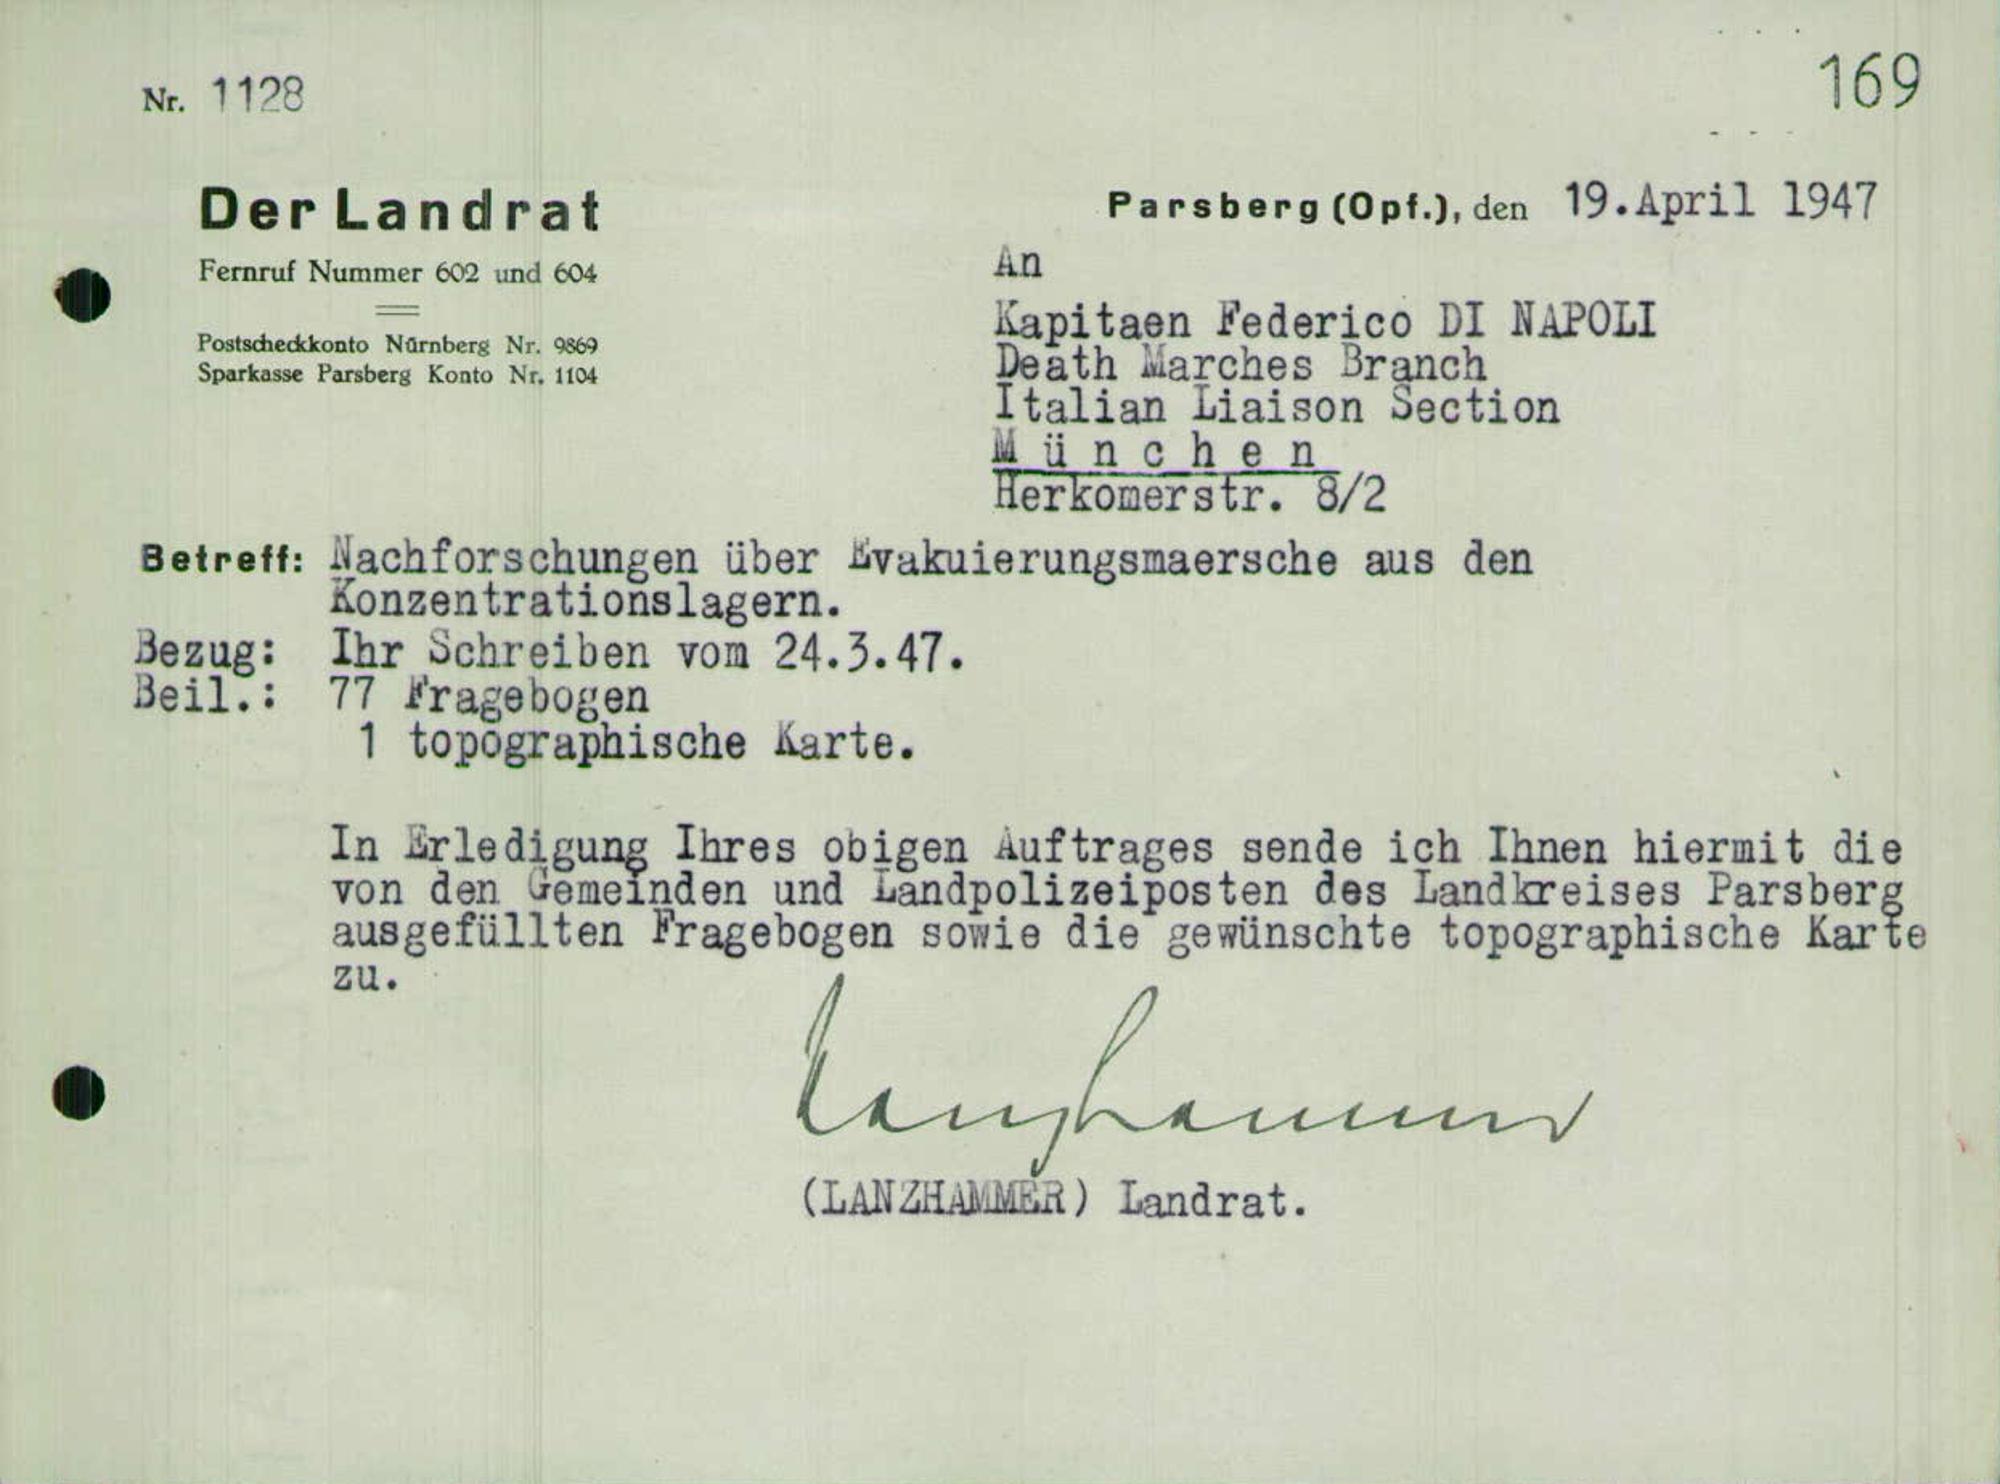 Nr. 1128
169
Der Landrat
Fernruf Nummer 602 und 604
Postscheckkonto Nürnberg Nr. 9869
Sparkasse Parsberg Konto Nr. 1104
Parsberg (Opf.), den 19. April 1947
An
Kapitaen Federico DI NAPOLI
Death Marches Branch
Italian Liaison Section
München
Herkomerstr. 8/2
Betreff: Nachforschungen über Evakuierungsmaersche aus den
Konzentrationslagern.
Bezug: Ihr Schreiben vom 24.3.47.
Beil.: 77 Fragebogen
1 topographische Karte.
In Erledigung Ihres obigen Auftrages sende ich Ihnen hiermit die
von den Gemeinden und Landpolizeiposten des Landkreises Parsberg
ausgefüllten Fragebogen sowie die gewünschte topographische Karte
zu.
Lanzhammer
(LANZHAMMER) Landrat.